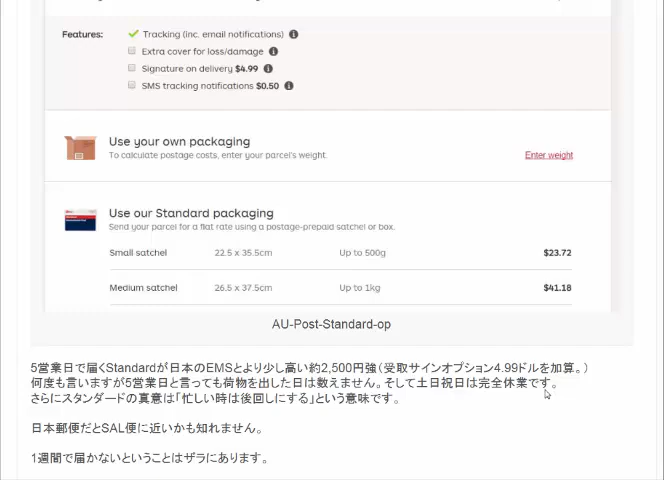 Features:
Tracking (inc. email notifications)
Extra cover for loss/damage
Signature on delivery $4.99
SMS tracking notifications $0.50
Use your own packaging
To calculate postage costs, enter your parcel's weight.
Enter weight
Use our Standard packaging
Send your parcel for a flat rate using a postage-prepaid satchel or box.
Small satchel 22.5 x 35.5cm Up to 500g $23.72
Medium satchel 26.5 x 37.5cm Up to 1kg $41.18
AU-Post-Standard-op
5営業日で届くStandardが日本のEMSとより少し高い約2,500円強（受取サインオプション4.99ドルを加算。）
何度も言いますが5営業日と言っても荷物を出した日は数えません。そして土日祝日は完全休業です。
さらにスタンダードの真意は「忙しい時は後回しにする」という意味です。
日本郵便だとSAL便に近いかも知れません。
1週間で届かないということはザラにあります。